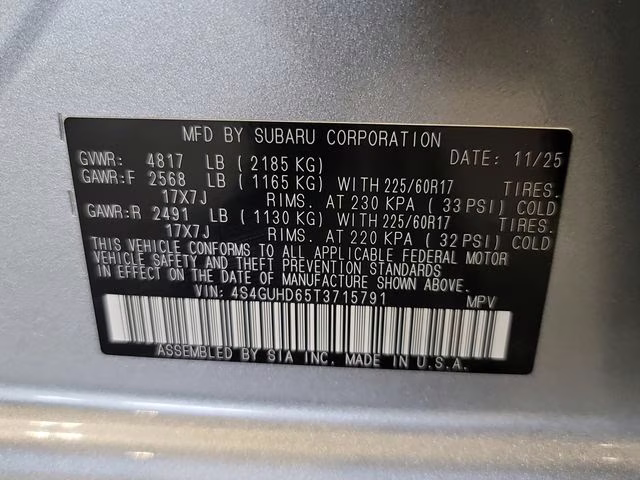 MFD BY SUBARU CORPORATION
GVWR: 4817 LB (2185 KG) DATE: 11/25
GAWR:F 2568 LB (1165 KG) WITH 225/60R17 TIRES.
17X7J RIMS. AT 230 KPA (33 PSI) COLD
GAWR:R 2491 LB (1130 KG) WITH 225/60R17 TIRES.
17X7J RIMS. AT 220 KPA (32 PSI) COLD
THIS VEHICLE CONFORMS TO ALL APPLICABLE FEDERAL MOTOR
VEHICLE SAFETY AND THEFT PREVENTION STANDARDS
IN EFFECT ON THE DATE OF MANUFACTURE SHOWN ABOVE.
VIN: 4S4GUHD65T3715791 MPV
ASSEMBLED BY SIA INC. MADE IN U.S.A.